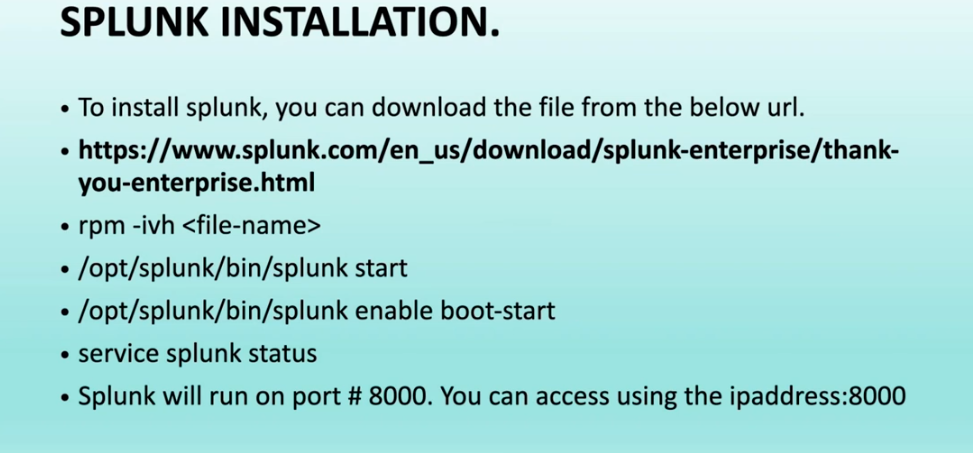 SPLUNK INSTALLATION.
• To install splunk, you can download the file from the below url.
• https://www.splunk.com/en_us/download/splunk-enterprise/thank-
you-enterprise.html
• rpm -ivh <file-name>
• /opt/splunk/bin/splunk start
• /opt/splunk/bin/splunk enable boot-start
• service splunk status
• Splunk will run on port # 8000. You can access using the ipaddress:8000